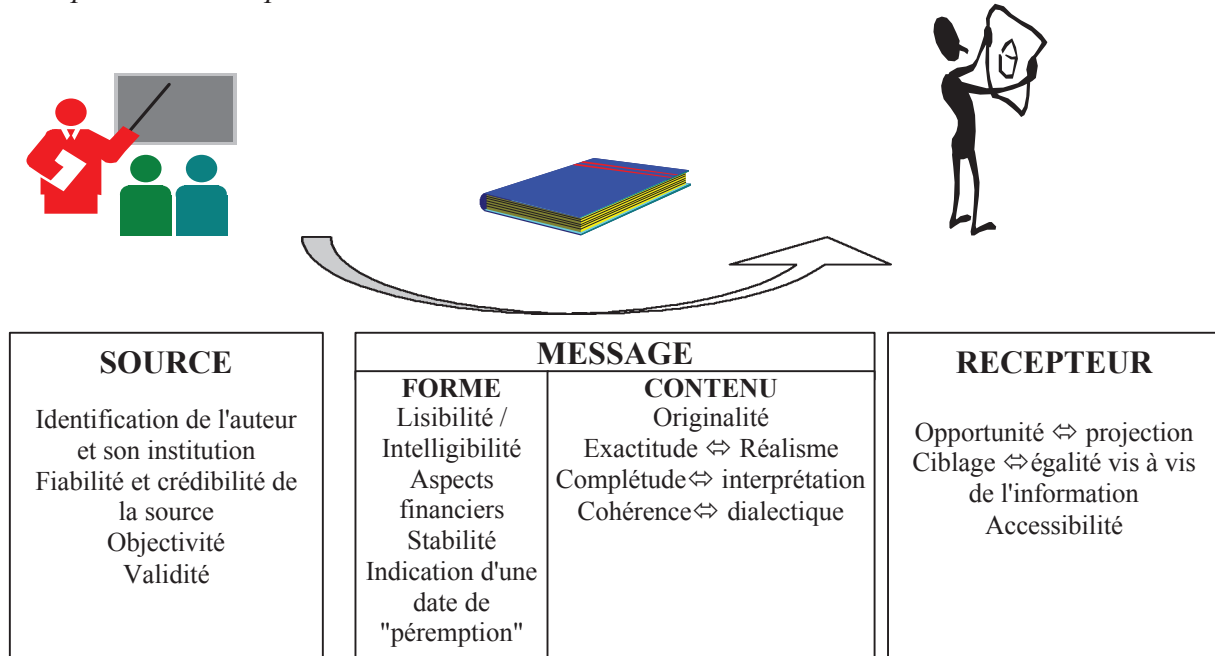 SOURCE
Identification de l'auteur
et son institution
Fiabilité et crédibilité de
la source
Objectivité
Validité
MESSAGE
FORME
Lisibilité /
Intelligibilité
Aspects
financiers
Stabilité
Indication d'une
date de
"péremption"
CONTENU
Originalité
Exactitude ⇔ Réalisme
Complétude⇔ interprétation
Cohérence⇔ dialectique
RECEPTEUR
Opportunité ⇔ projection
Ciblage ⇔égalité vis à vis
de l'information
Accessibilité